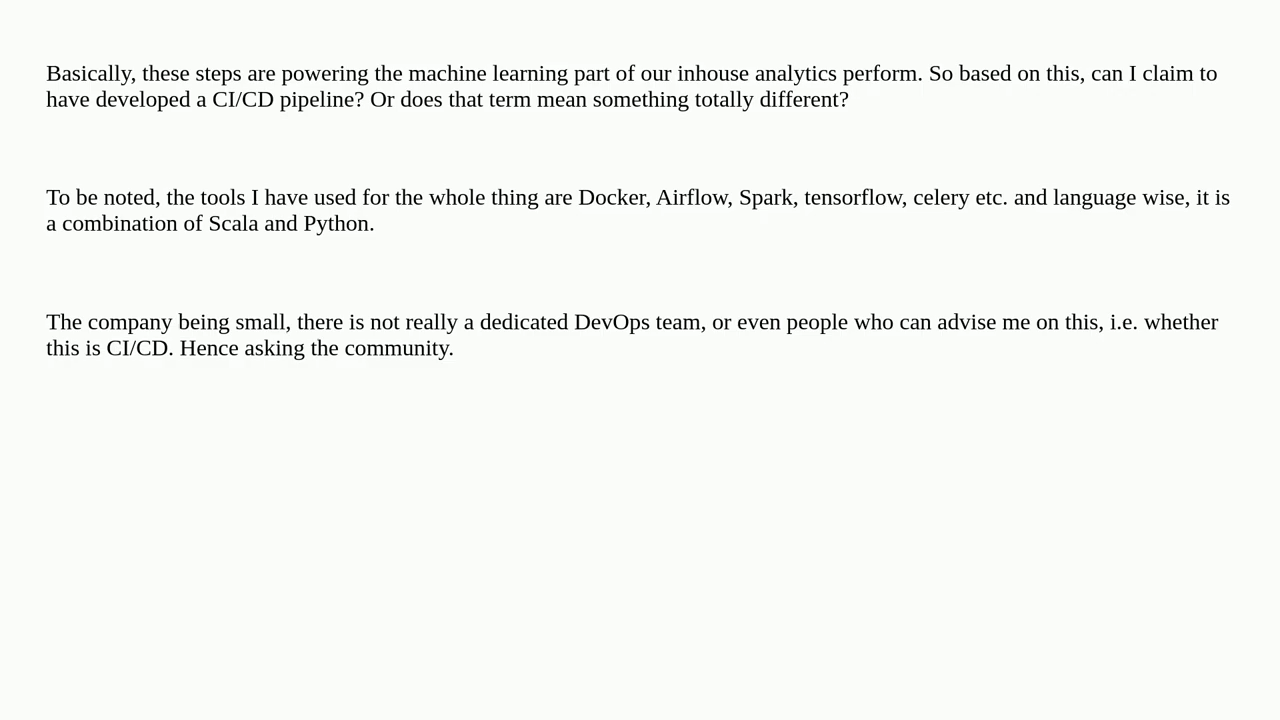 Basically, these steps are powering the machine learning part of our inhouse analytics perform. So based on this, can I claim to
have developed a CI/CD pipeline? Or does that term mean something totally different?
To be noted, the tools I have used for the whole thing are Docker, Airflow, Spark, tensorflow, celery etc. and language wise, it is
a combination of Scala and Python.
The company being small, there is not really a dedicated DevOps team, or even people who can advise me on this, i.e. whether
this is CI/CD. Hence asking the community.